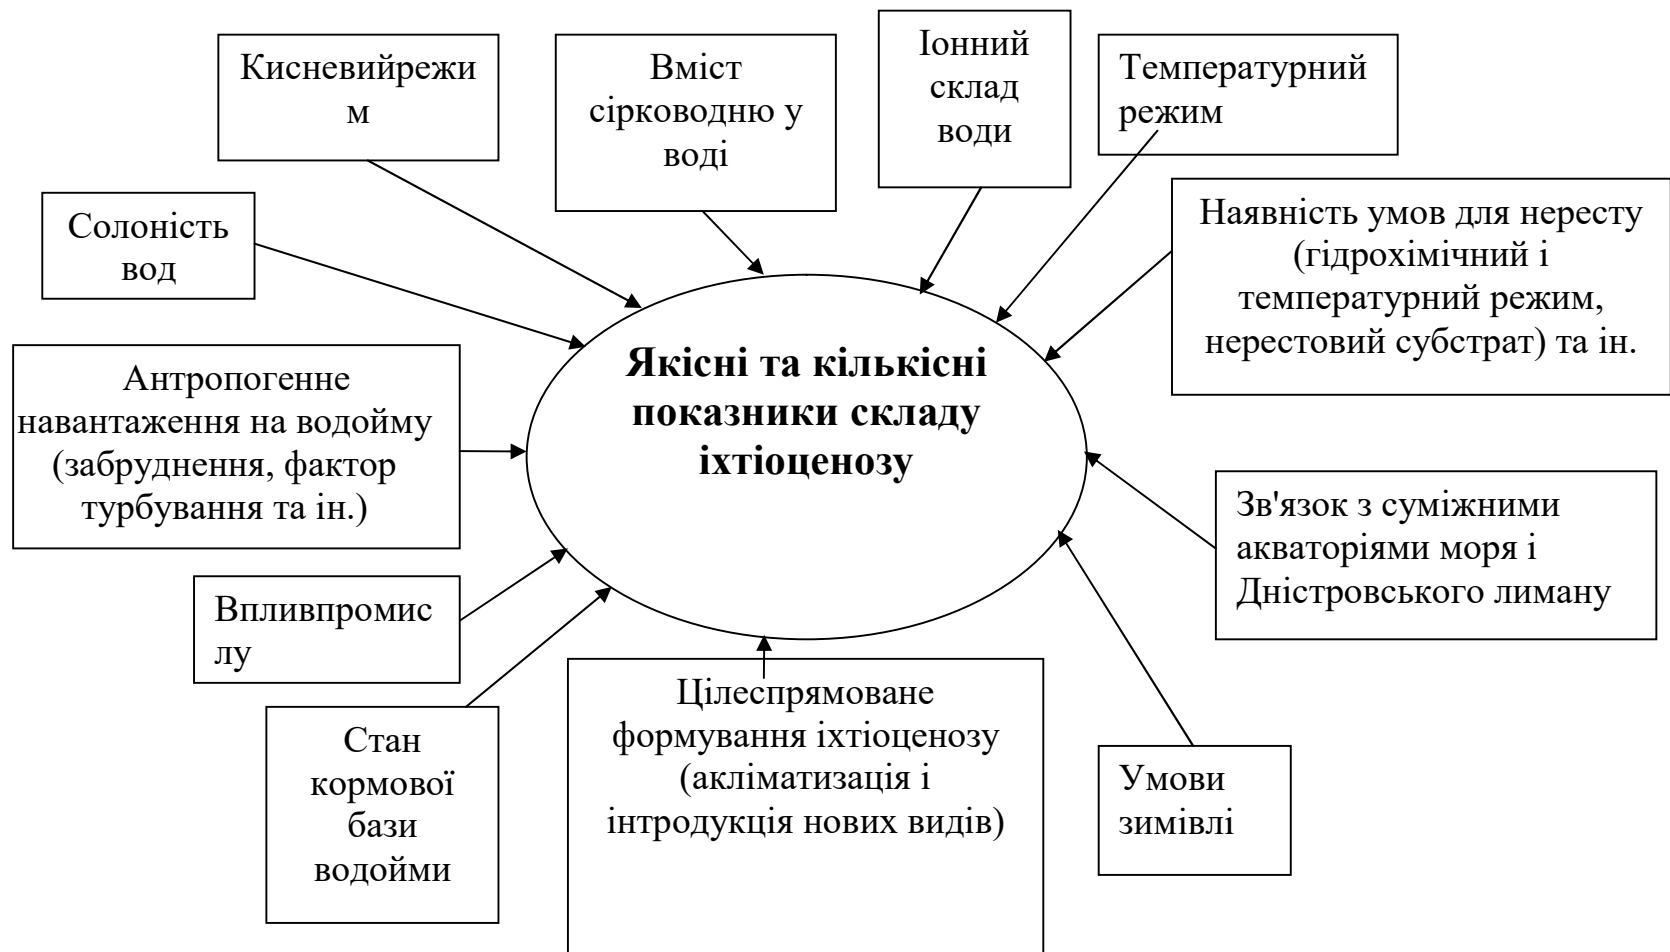 Кисневийрежи
м
Вміст
сірководню у
воді
Іонний
склад
води
Температурний
режим
Солоність
вод
Наявність умов для нересту
(гідрохімічний і
температурний режим,
нерестовий субстрат) та ін.
Якісні та кількісні
показники складу
іхтіоценозу
Антропогенне
навантаження на водойму
(забруднення, фактор
турбування та ін.)
Зв'язок з суміжними
акваторіями моря і
Дністровського лиману
Впливпромис
лу
Стан
кормової
бази
водойми
Цілеспрямоване
формування іхтіоценозу
(акліматизація і
інтродукція нових видів)
Умови
зимівлі